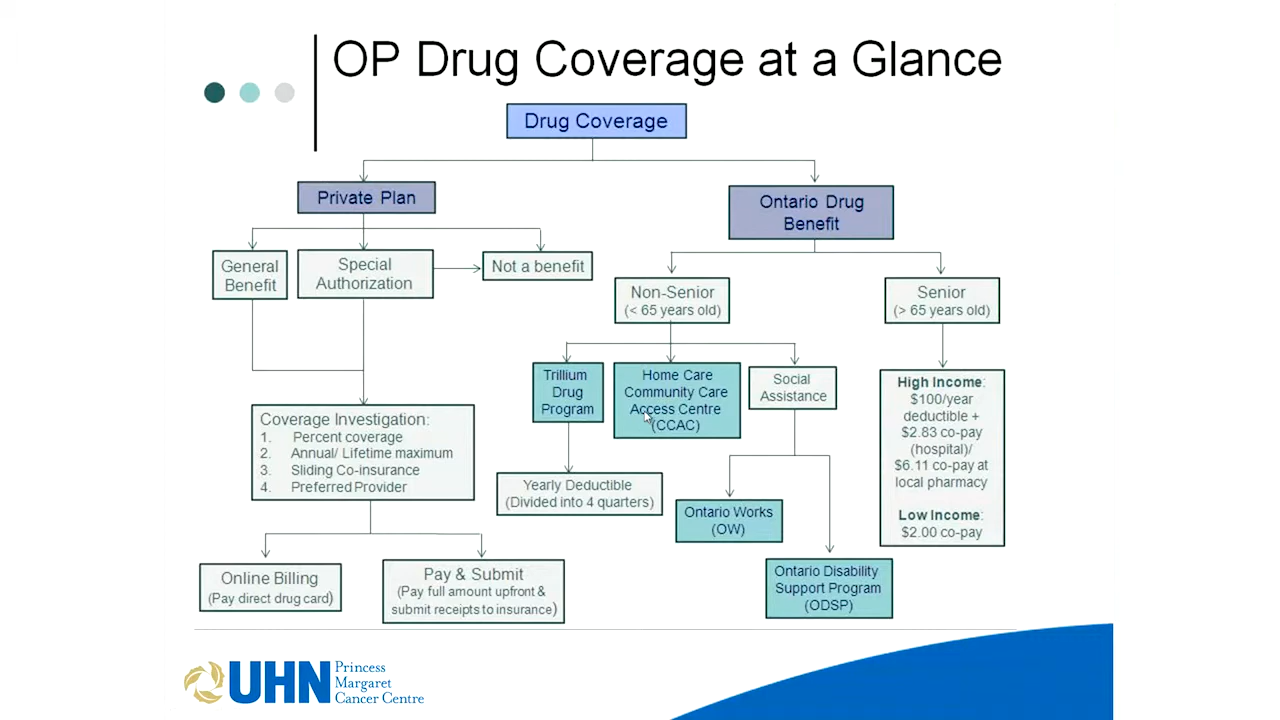 OP Drug Coverage at a Glance
Drug Coverage
Private Plan
Ontario Drug
Benefit
General
Benefit
Special
Authorization
Not a benefit
Non-Senior
(< 65 years old)
Senior
(> 65 years old)
Trillium
Drug
Program
Home Care
Community Care
Access Centre
(CCAC)
Social
Assistance
High Income:
$100/year
deductible +
$2.83 co-pay
(hospital)/
$6.11 co-pay at
local pharmacy
Low Income:
$2.00 co-pay
Coverage Investigation:
1. Percent coverage
2. Annual/ Lifetime maximum
3. Sliding Co-insurance
4. Preferred Provider
Yearly Deductible
(Divided into 4 quarters)
Ontario Works
(OW)
Ontario Disability
Support Program
(ODSP)
Online Billing
(Pay direct drug card)
Pay & Submit
(Pay full amount upfront &
submit receipts to insurance)
UHN
Princess
Margaret
Cancer Centre